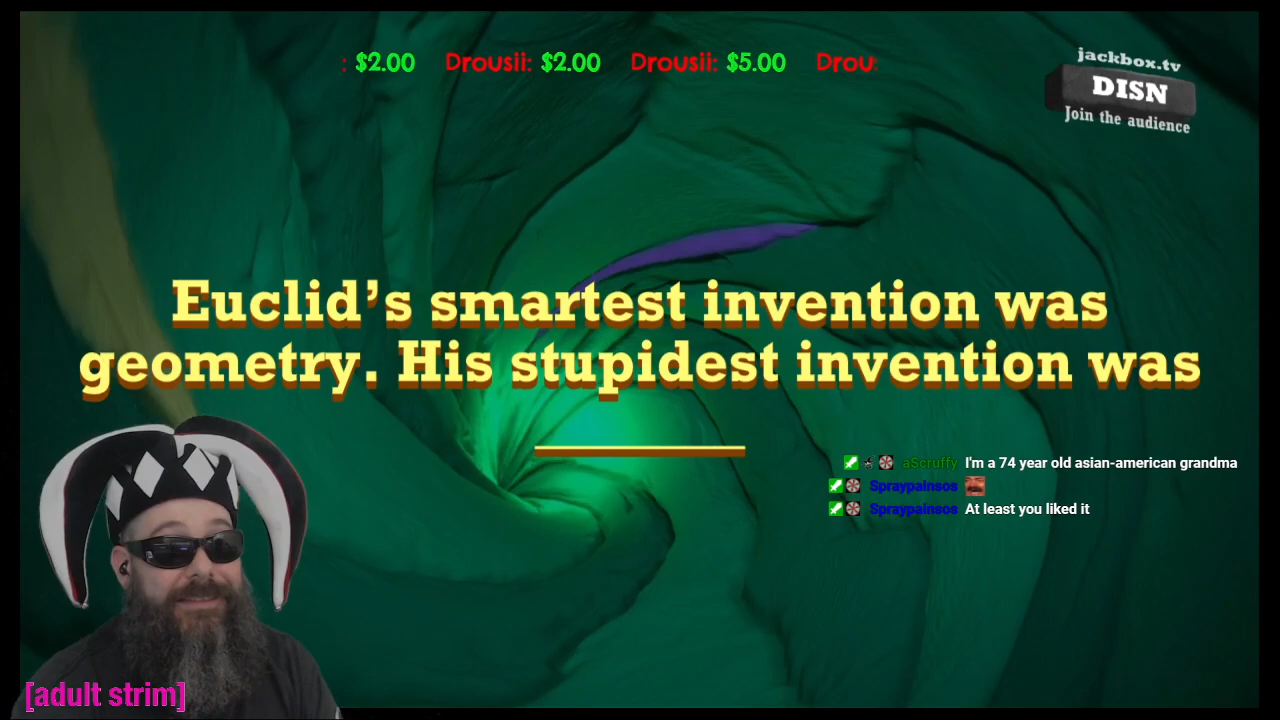 : $2.00 Drousii: $2.00 Drousii: $5.00 Drou:
jackbox.tv
DISN
Join the audience
Euclid's smartest invention was
geometry. His stupidest invention was
aScruffy I'm a 74 year old asian-american grandma
Spraypainsos
Spraypainsos At least you liked it
[adult strim]